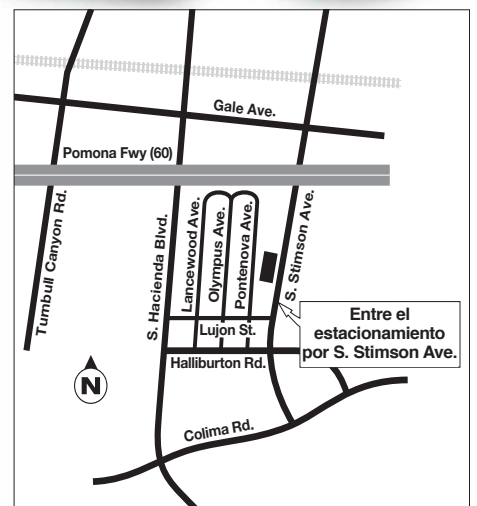 Gale Ave.
Pomona Fwy (60)
Turnbull Canyon Rd.
S. Hacienda Blvd.
Lancewood Ave.
Olympus Ave.
Pontenova Ave.
S. Stimson Ave.
Entre el
estacionamiento
por S. Stimson Ave.
Lujon St.
Halliburton Rd.
N
Colima Rd.